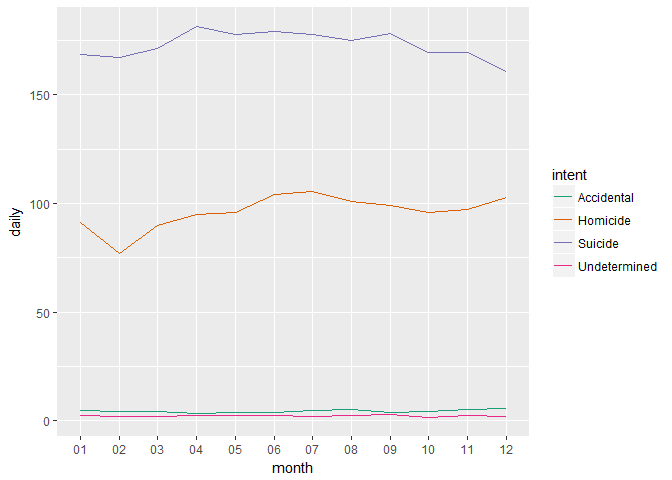 150
100
50
0
daily
01 02 03 04 05 06 07 08 09 10 11 12
month
intent
Accidental
Homicide
Suicide
Undetermined